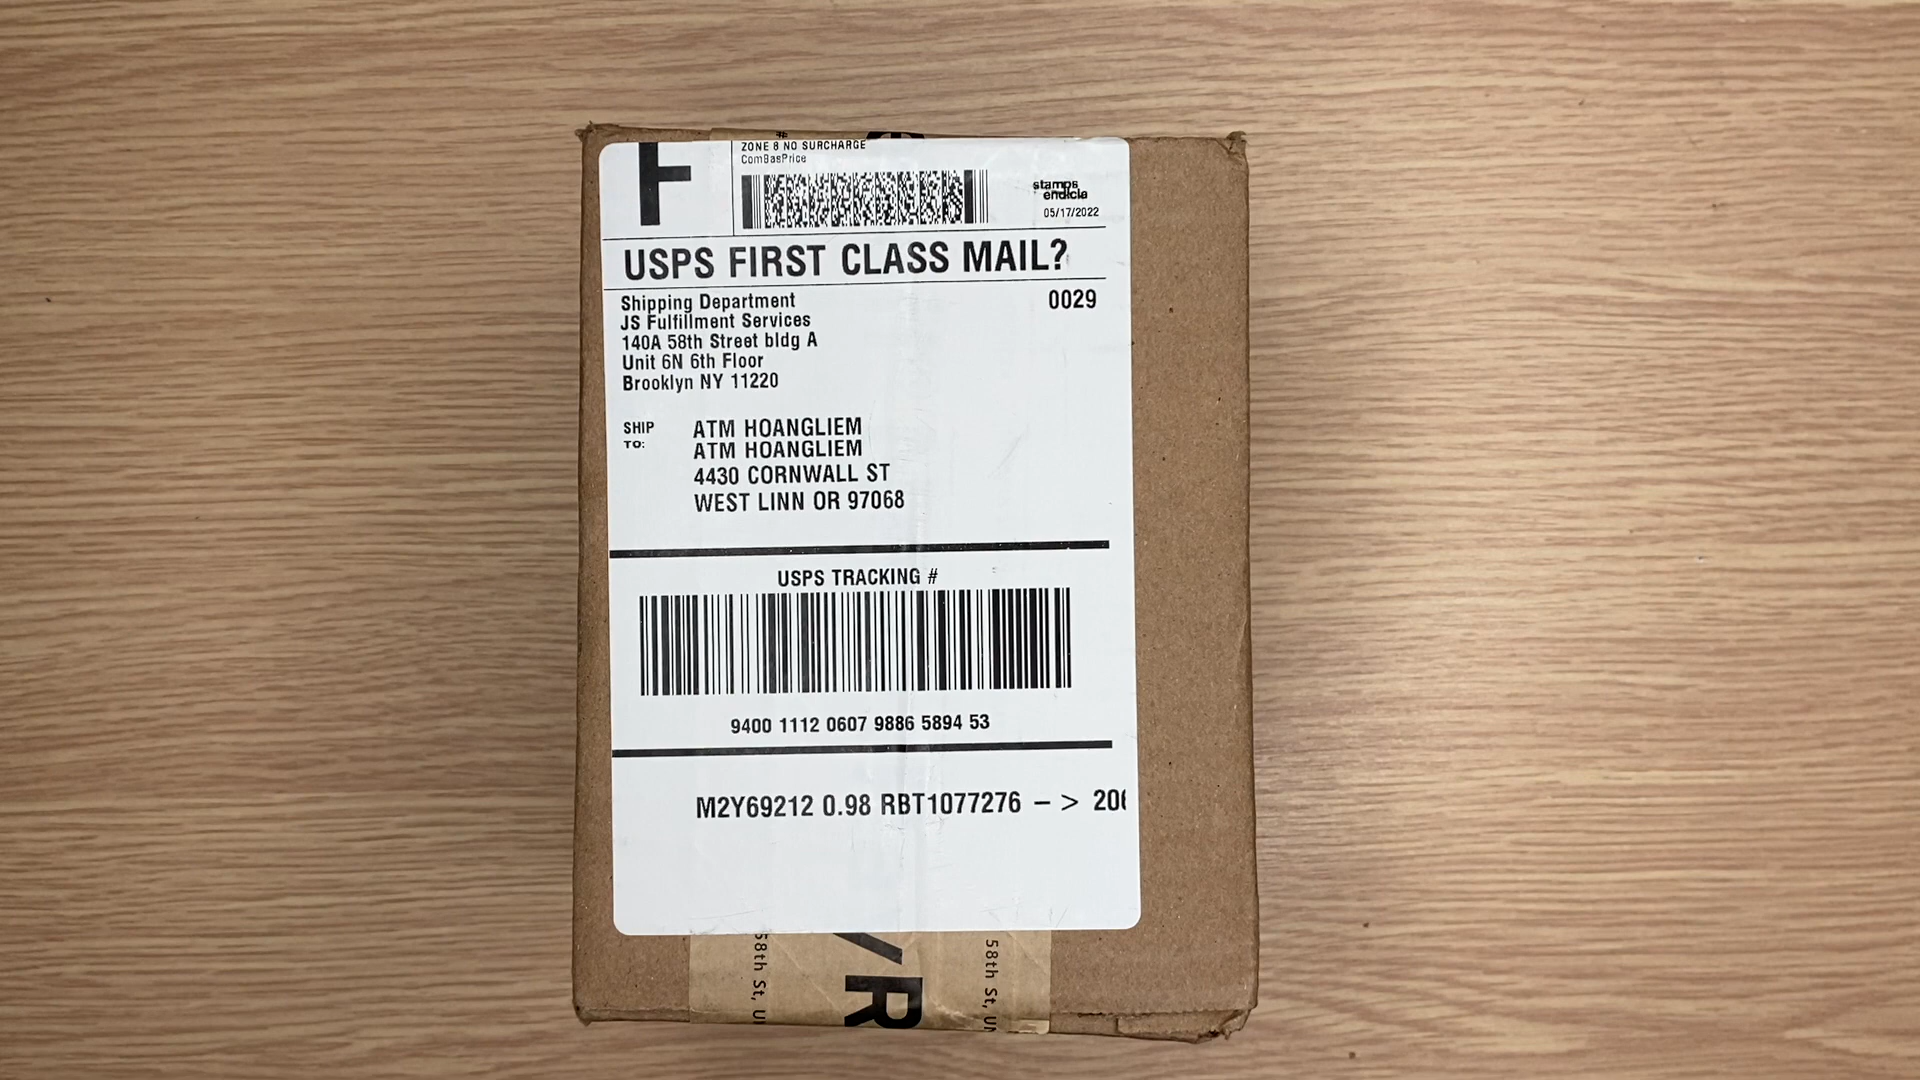 #
F
ZONE 8 NO SURCHARGE
ComBasPrice
stamps
endicia
05/17/2022
USPS FIRST CLASS MAIL?
Shipping Department
0029
JS Fulfillment Services
140A 58th Street bldg A
Unit 6N 6th Floor
Brooklyn NY 11220
SHIP
TO:
ATM HOANGLIEM
ATM HOANGLIEM
4430 CORNWALL ST
WEST LINN OR 97068
USPS TRACKING #
9400 1112 0607 9886 5894 53
M2Y69212 0.98 RBT1077276 – >
58th St,
/R
58th St,